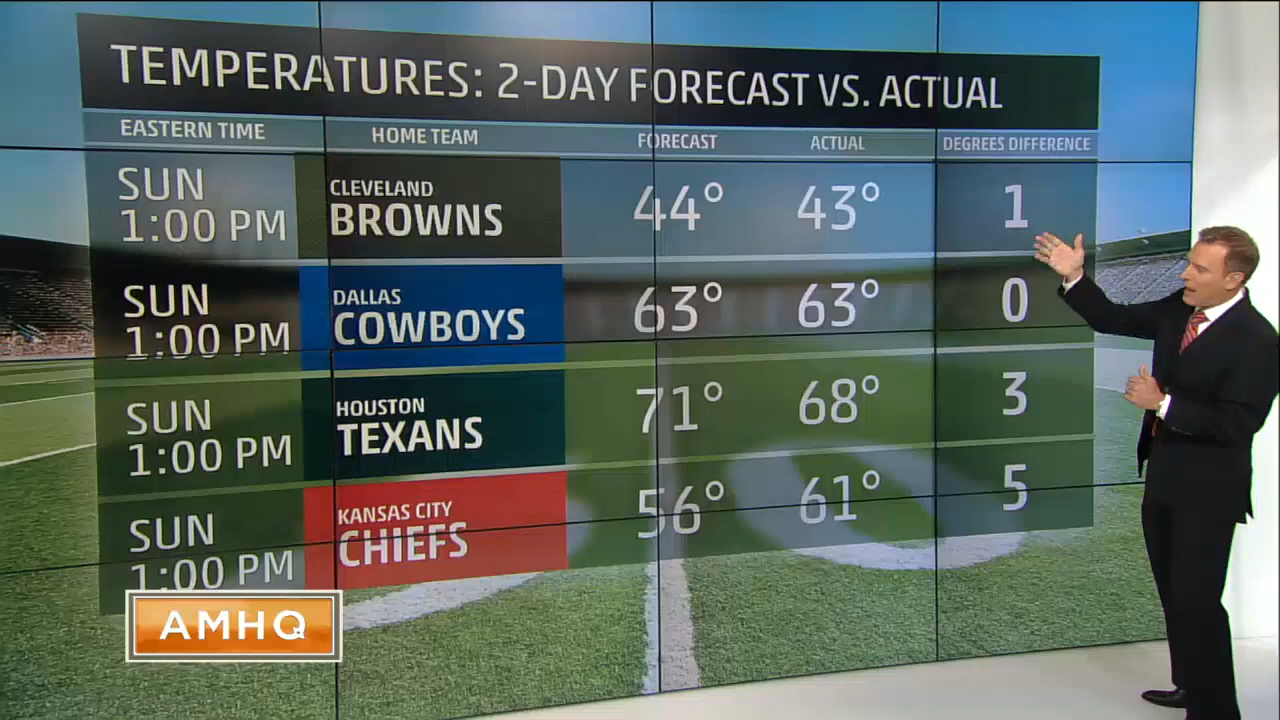 TEMPERATURES: 2-DAY FORECAST VS. ACTUAL
EASTERN TIME HOME TEAM FORECAST ACTUAL DEGREES DIFFERENCE
SUN
1:00 PM
CLEVELAND
BROWNS
44° 43° 1
SUN
1:00 PM
DALLAS
COWBOYS
63° 63° 0
SUN
1:00 PM
HOUSTON
TEXANS
71° 68° 3
SUN
1:00 PM
KANSAS CITY
CHIEFS
56° 61° 5
AMHQ